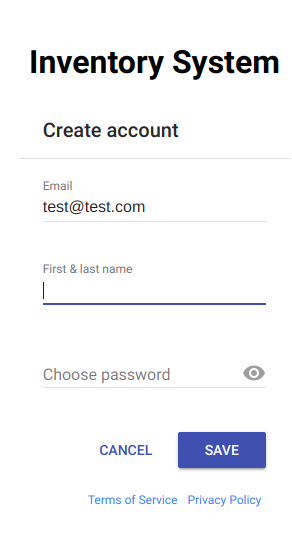 Inventory System
Create account
Email
test@test.com
First & last name
Choose password
CANCEL SAVE
Terms of Service Privacy Policy